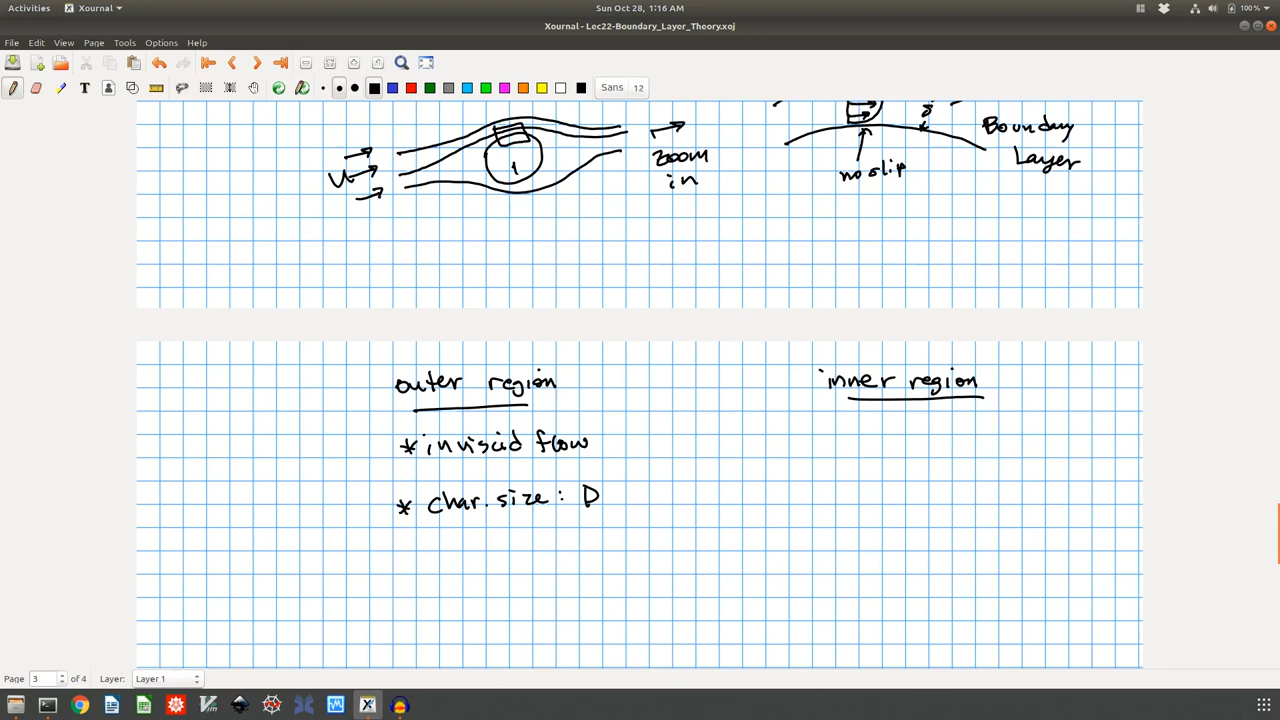 Activities
Xournal
Sun Oct 28, 1:16 AM
100 %
Xournal - Lec22-Boundary_Layer_Theory.xoj
File Edit View Page Tools Options Help
Sans 12
U
zoom
in
no slip
Boundary
Layer
outer region
inner region
* inviscid flow
* char. size: D
Page 3 of 4 Layer: Layer 1